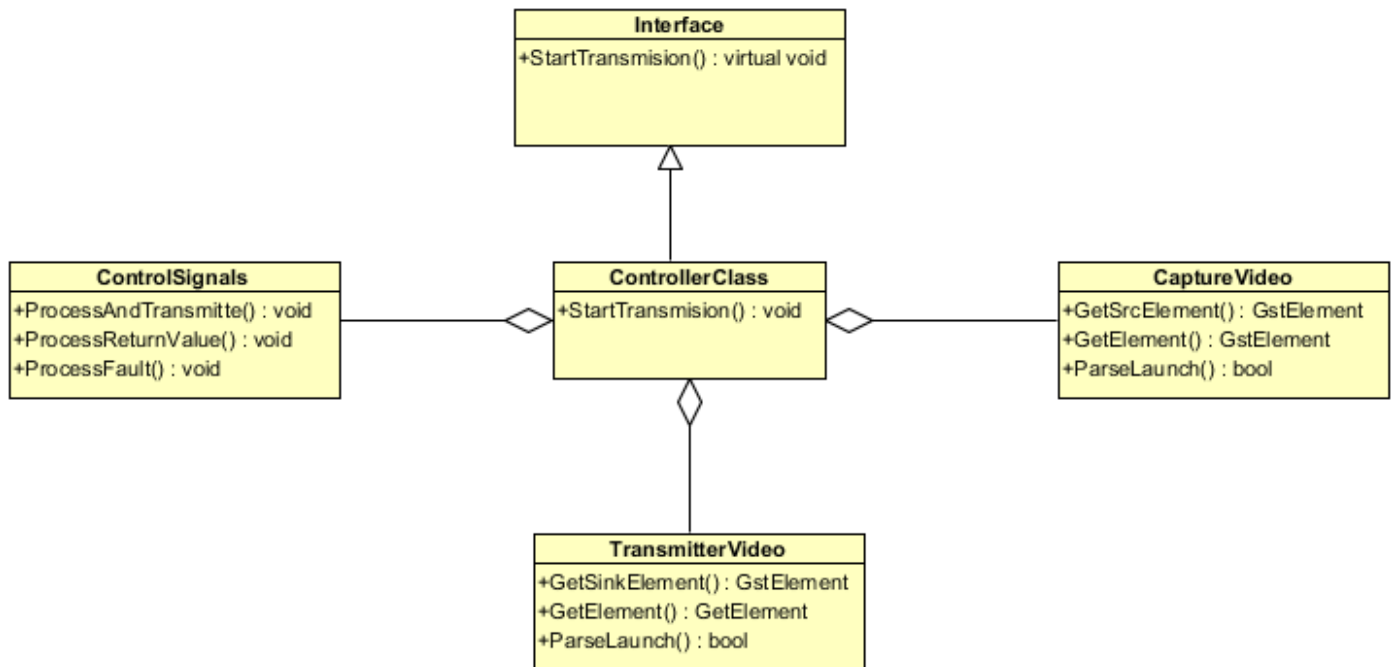 Interface
+StartTransmision() : virtual void
ControlSignals
+ProcessAndTransmitte() : void
+ProcessReturnValue() : void
+ProcessFault() : void
ControllerClass
+StartTransmision() : void
CaptureVideo
+GetSrcElement() : GstElement
+GetElement() : GstElement
+ParseLaunch() : bool
TransmitterVideo
+GetSinkElement() : GstElement
+GetElement() : GetElement
+ParseLaunch() : bool